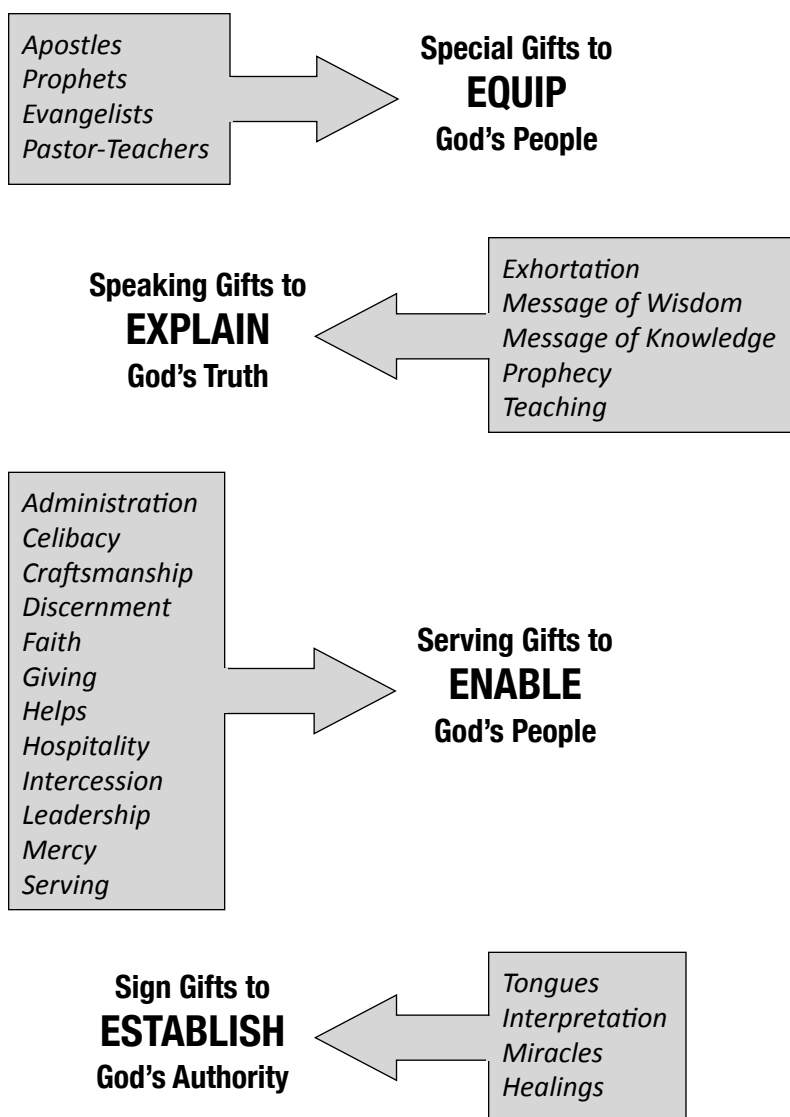 Apostles
Prophets
Evangelists
Pastor-Teachers
Special Gifts to
EQUIP
God’s People
Speaking Gifts to
EXPLAIN
God’s Truth
Exhortation
Message of Wisdom
Message of Knowledge
Prophecy
Teaching
Administration
Celibacy
Craftsmanship
Discernment
Faith
Giving
Helps
Hospitality
Intercession
Leadership
Mercy
Serving
Serving Gifts to
ENABLE
God’s People
Sign Gifts to
ESTABLISH
God’s Authority
Tongues
Interpretation
Miracles
Healings